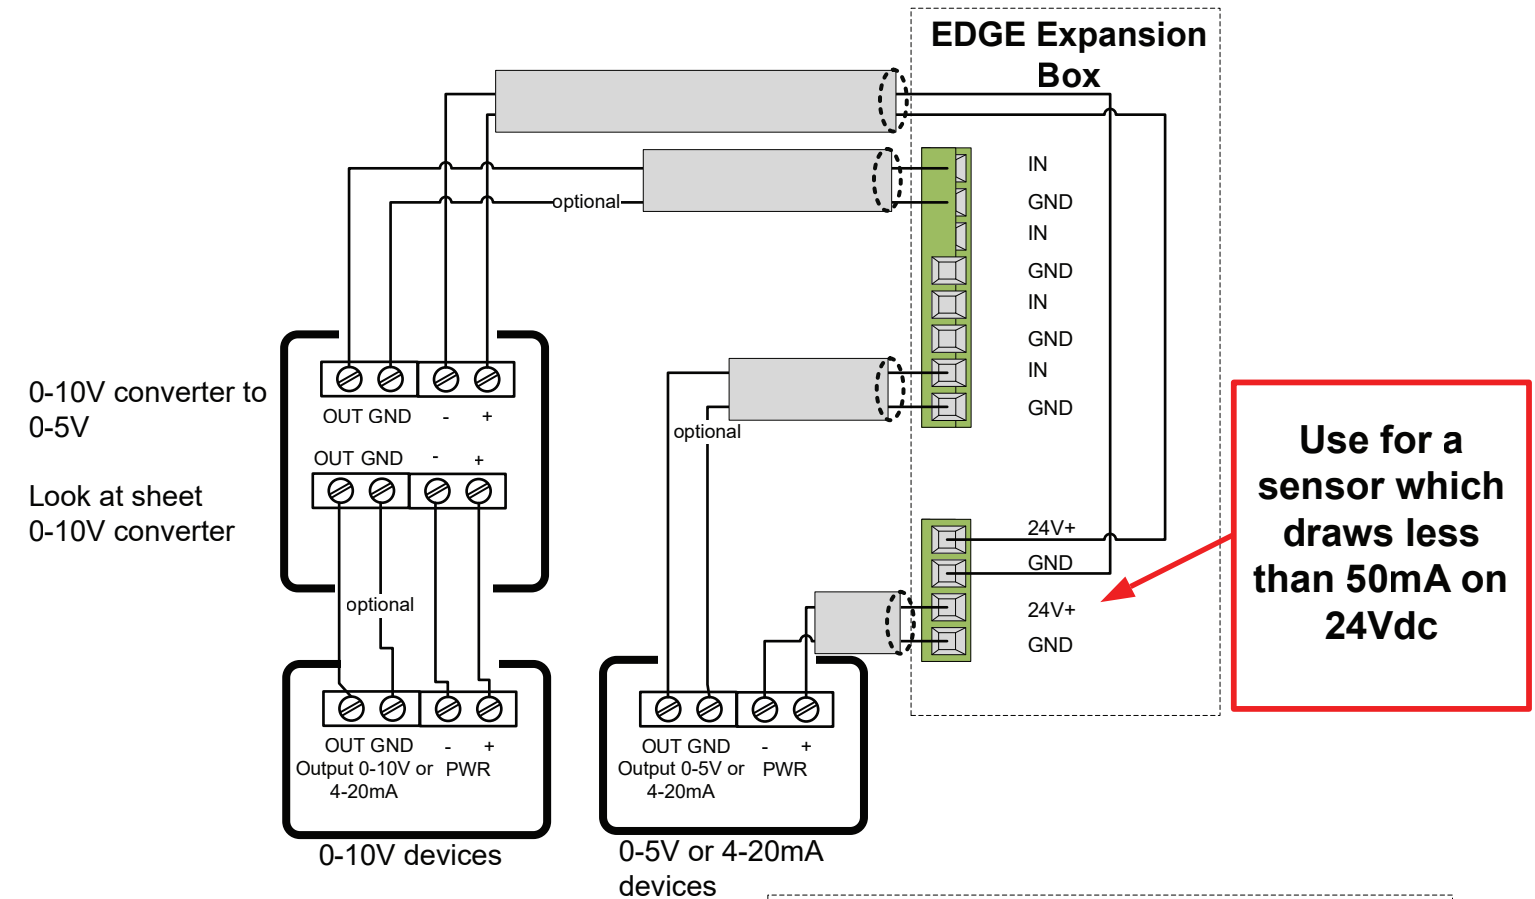 EDGE Expansion
Box
IN
optional
GND
IN
GND
IN
GND
IN
GND
0-10V converter to
0-5V
Look at sheet
0-10V converter
OUT GND - +
OUT GND - +
optional
optional
24V+
GND
24V+
GND
Use for a
sensor which
draws less
than 50mA on
24Vdc
OUT GND - +
Output 0-10V or PWR
4-20mA
0-10V devices
OUT GND - +
Output 0-5V or PWR
4-20mA
0-5V or 4-20mA
devices